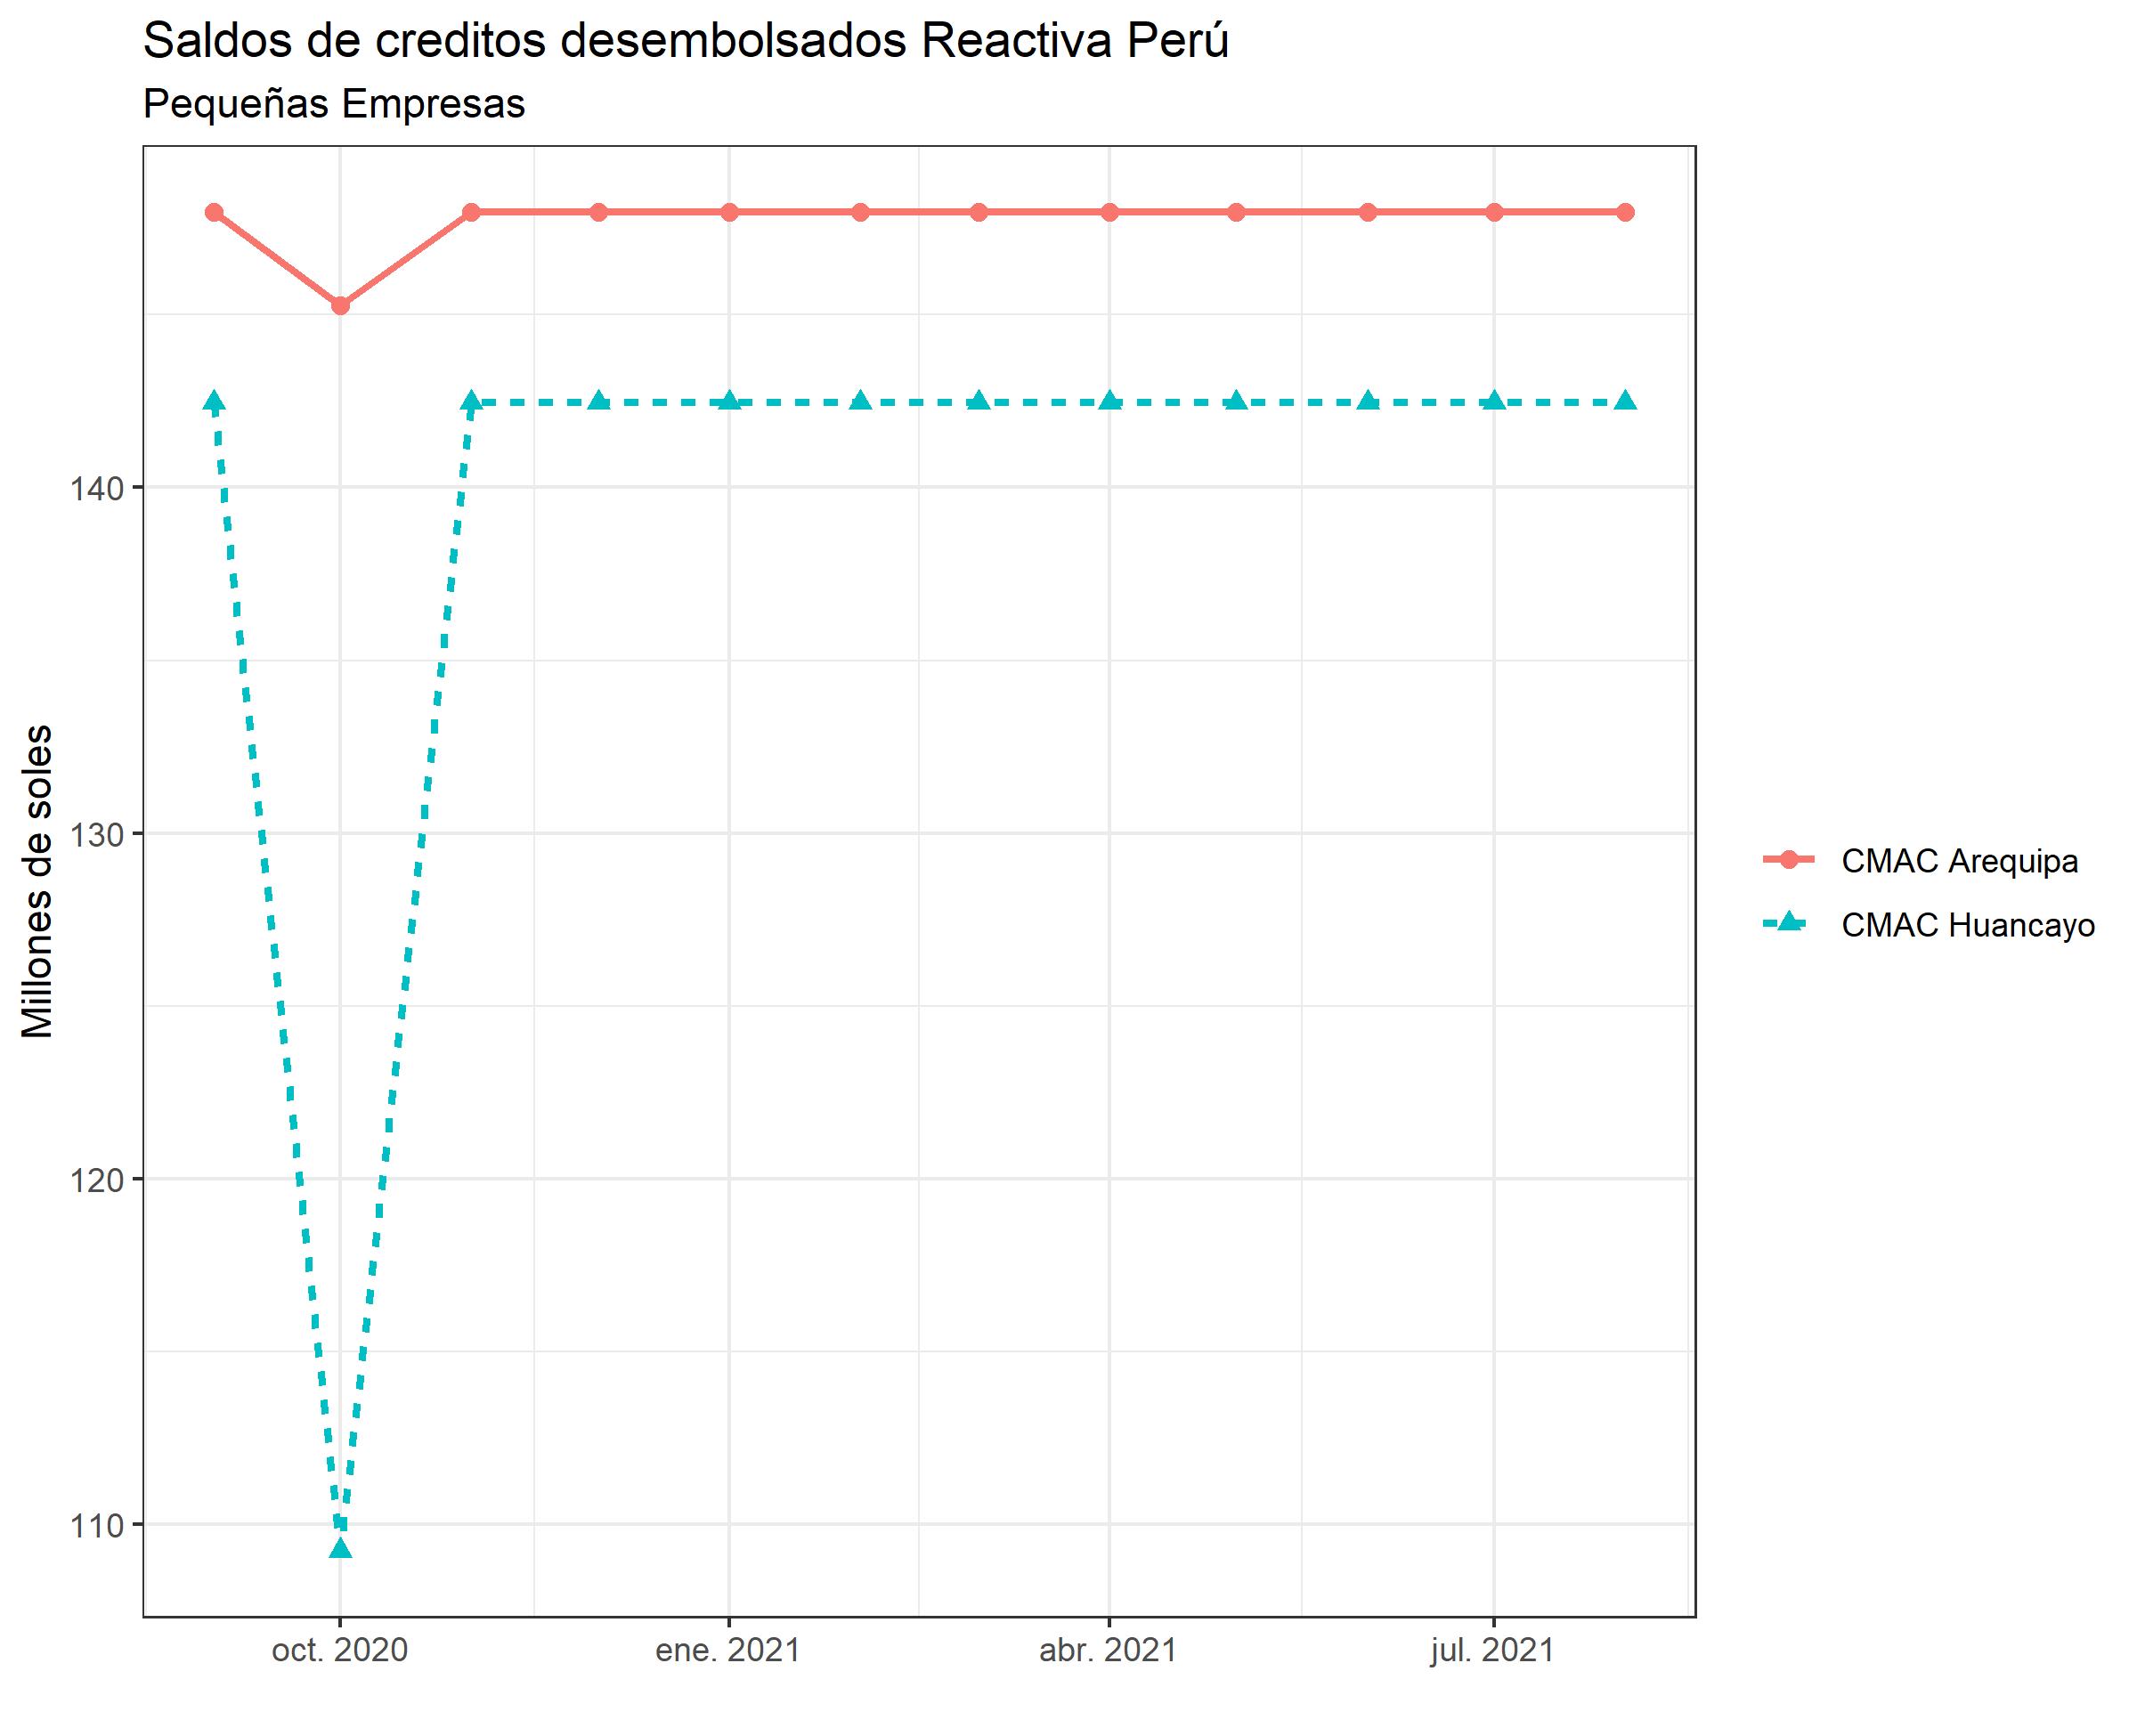 Saldos de creditos desembolsados Reactiva Perú
Pequeñas Empresas
Millones de soles
140
130
120
110
oct. 2020
ene. 2021
abr. 2021
jul. 2021
CMAC Arequipa
CMAC Huancayo